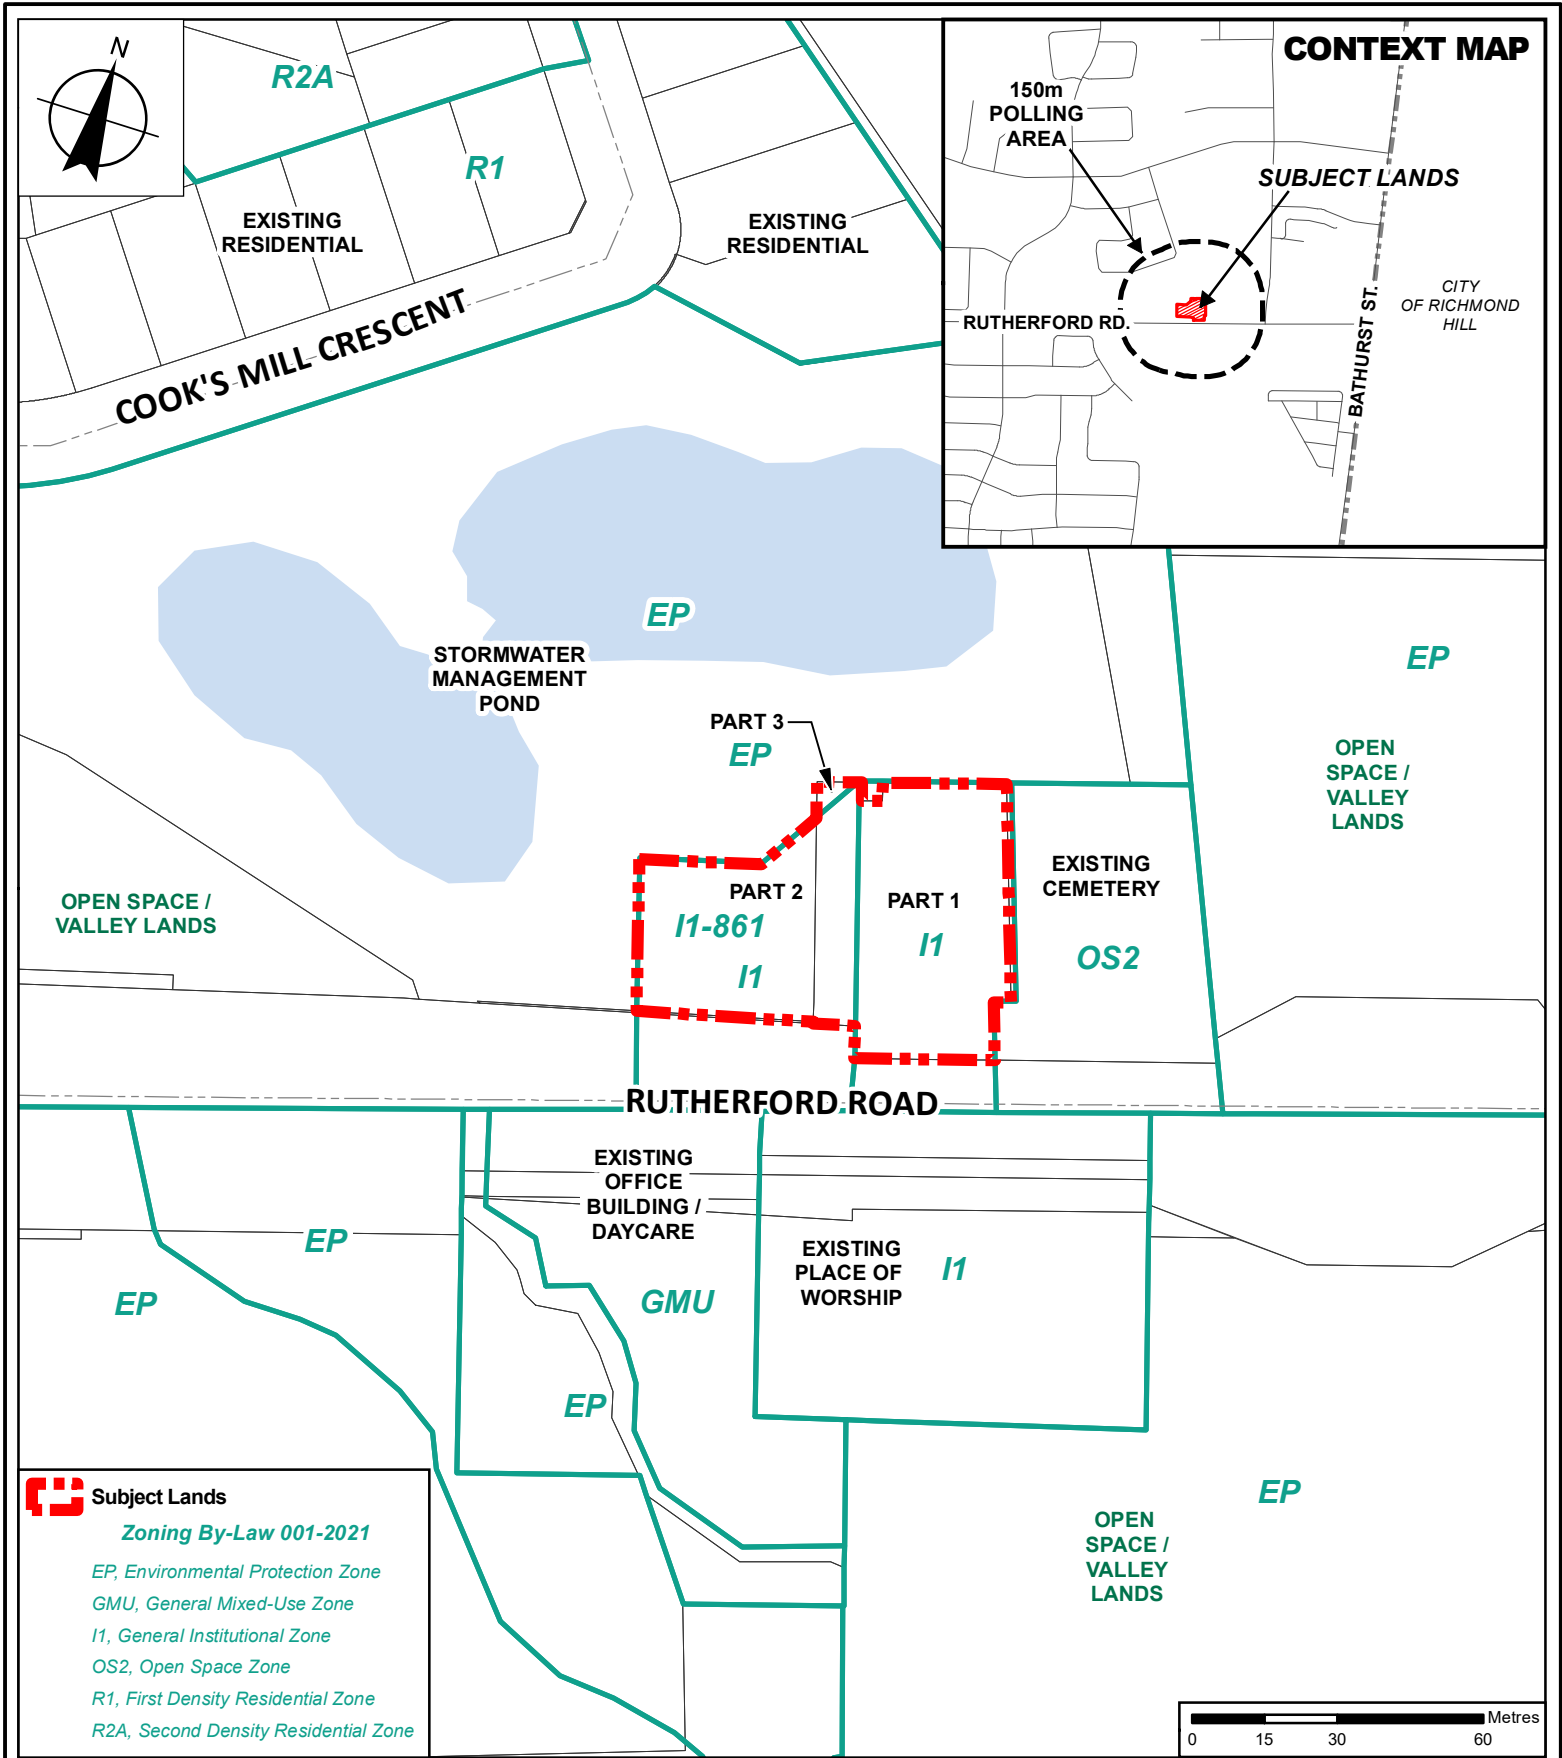 N
R2A
R1
EXISTING
RESIDENTIAL
EXISTING
RESIDENTIAL
COOK'S MILL CRESCENT
CONTEXT MAP
150m
POLLING
AREA
SUBJECT LANDS
RUTHERFORD RD.
BATHURST ST.
CITY
OF RICHMOND
HILL
EP
STORMWATER
MANAGEMENT
POND
EP
PART 3
EP
OPEN
SPACE /
VALLEY
LANDS
OPEN SPACE /
VALLEY LANDS
PART 2
I1-861
I1
PART 1
I1
EXISTING
CEMETERY
OS2
RUTHERFORD ROAD
EXISTING
OFFICE
BUILDING /
DAYCARE
EXISTING
PLACE OF
WORSHIP
I1
EP
EP
GMU
EP
EP
OPEN
SPACE /
VALLEY
LANDS
Subject Lands
Zoning By-Law 001-2021
EP, Environmental Protection Zone
GMU, General Mixed-Use Zone
I1, General Institutional Zone
OS2, Open Space Zone
R1, First Density Residential Zone
R2A, Second Density Residential Zone
Metres
0 15 30 60